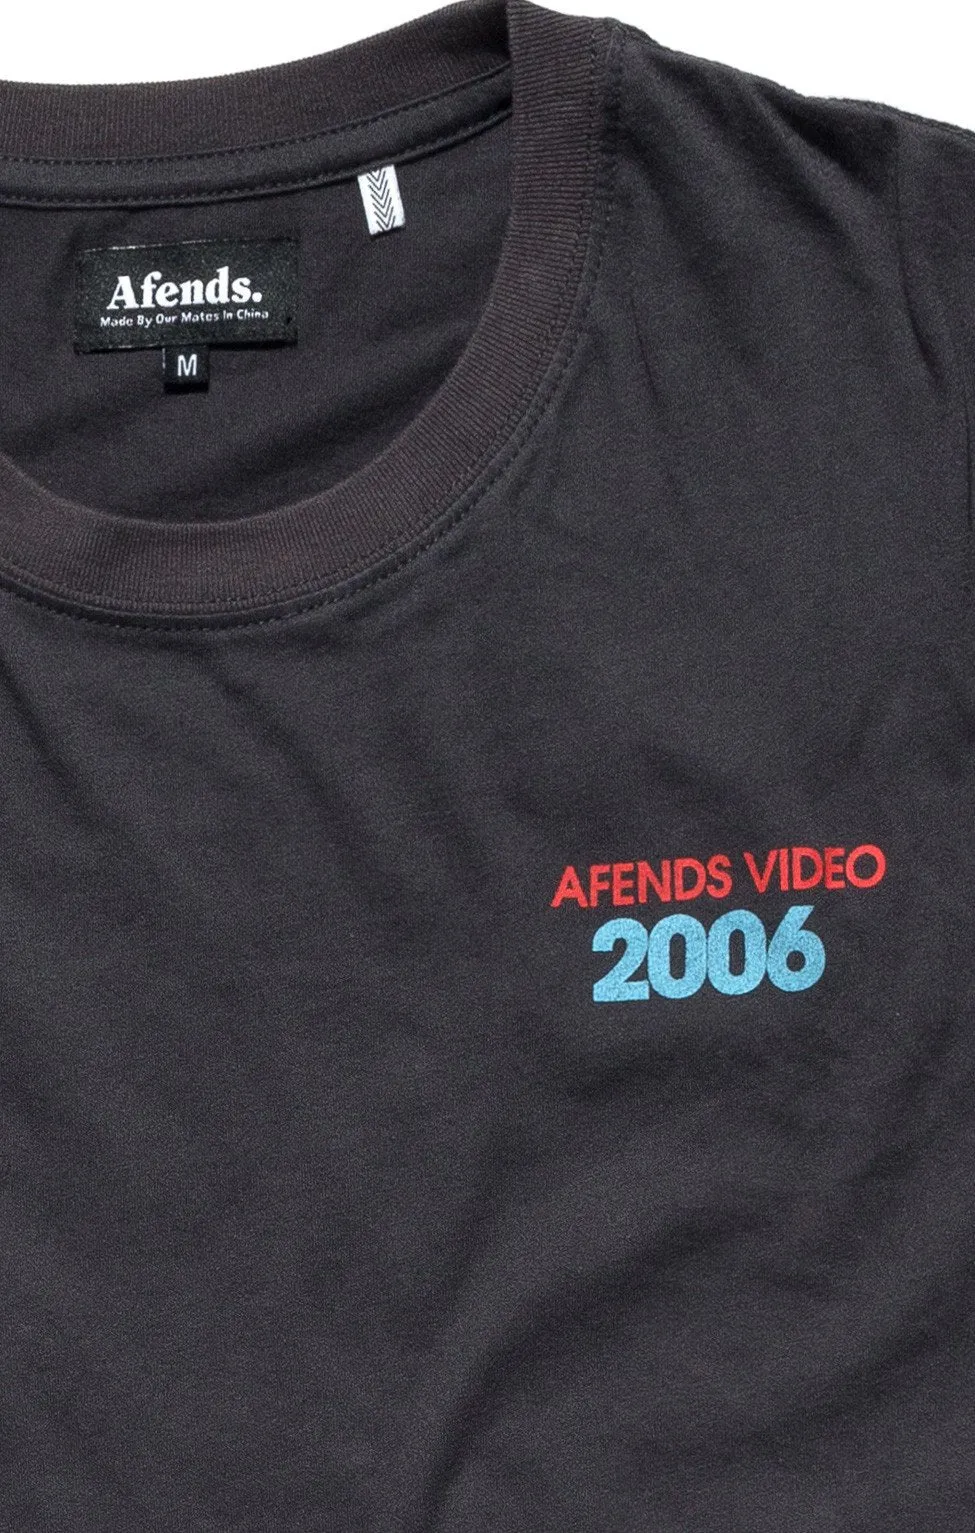 Afends.
Made By Our Mates In China
M
AFENDS VIDEO
2006